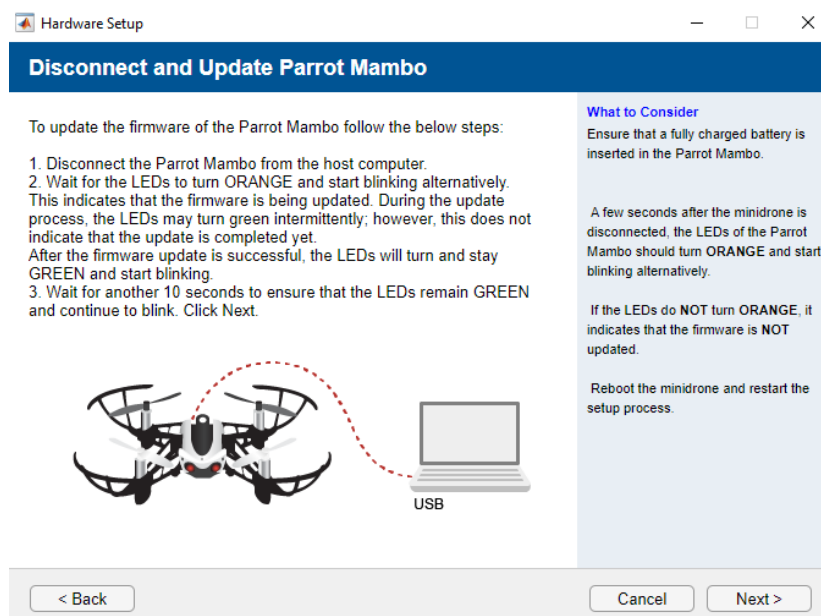 Hardware Setup
Disconnect and Update Parrot Mambo
To update the firmware of the Parrot Mambo follow the below steps:
1. Disconnect the Parrot Mambo from the host computer.
2. Wait for the LEDs to turn ORANGE and start blinking alternatively.
This indicates that the firmware is being updated. During the update
process, the LEDs may turn green intermittently; however, this does not
indicate that the update is completed yet.
After the firmware update is successful, the LEDs will turn and stay
GREEN and start blinking.
3. Wait for another 10 seconds to ensure that the LEDs remain GREEN
and continue to blink. Click Next.
USB
What to Consider
Ensure that a fully charged battery is
inserted in the Parrot Mambo.
A few seconds after the minidrone is
disconnected, the LEDs of the Parrot
Mambo should turn ORANGE and start
blinking alternatively.
If the LEDs do NOT turn ORANGE, it
indicates that the firmware is NOT
updated.
Reboot the minidrone and restart the
setup process.
< Back
Cancel
Next >